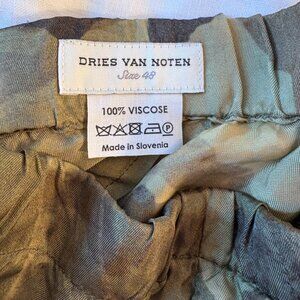 DRIES VAN NOTEN
Size 48
100% VISCOSE
Made in Slovenia